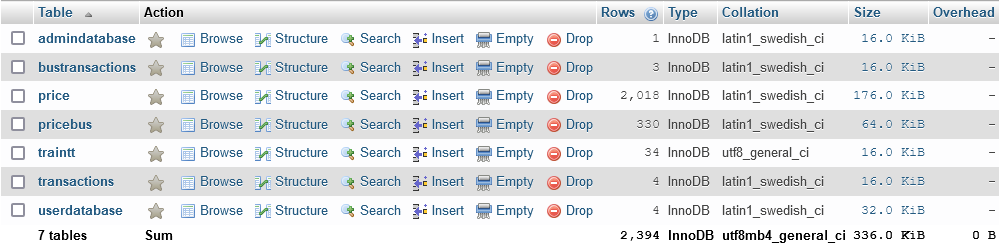 Table Action Rows Type Collation Size Overhead
admindatabase Browse Structure Search Insert Empty Drop 1 InnoDB latin1_swedish_ci 16.0 KiB -
bustransactions Browse Structure Search Insert Empty Drop 3 InnoDB latin1_swedish_ci 16.0 KiB -
price Browse Structure Search Insert Empty Drop 2,018 InnoDB latin1_swedish_ci 176.0 KiB -
pricebus Browse Structure Search Insert Empty Drop 330 InnoDB latin1_swedish_ci 64.0 KiB -
traintt Browse Structure Search Insert Empty Drop 34 InnoDB utf8_general_ci 16.0 KiB -
transactions Browse Structure Search Insert Empty Drop 4 InnoDB latin1_swedish_ci 16.0 KiB -
userdatabase Browse Structure Search Insert Empty Drop 4 InnoDB latin1_swedish_ci 32.0 KiB -
7 tables Sum 2,394 InnoDB utf8mb4_general_ci 336.0 KiB 0 B